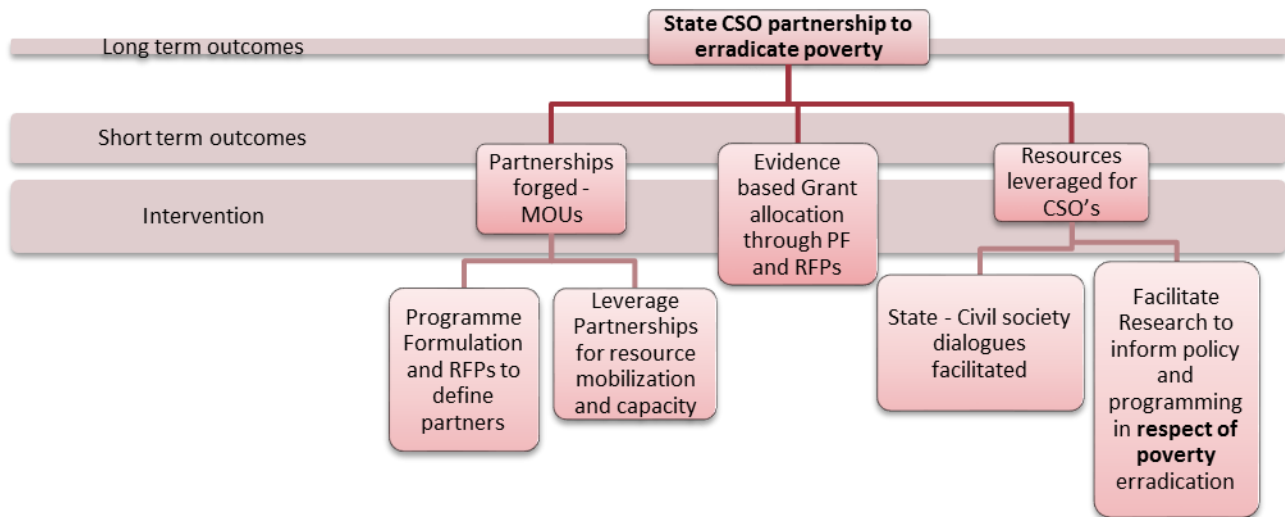 Long term outcomes
State CSO partnership to
erradicate poverty
Short term outcomes
Intervention
Partnerships
forged -
MOUs
Evidence
based Grant
allocation
through PF
and RFPs
Resources
leveraged for
CSO's
Programme
Formulation
and RFPs to
define
partners
Leverage
Partnerships
for resource
mobilization
and capacity
State - Civil society
dialogues
facilitated
Facilitate
Research to
inform policy
and
programming
in respect of
poverty
erradication